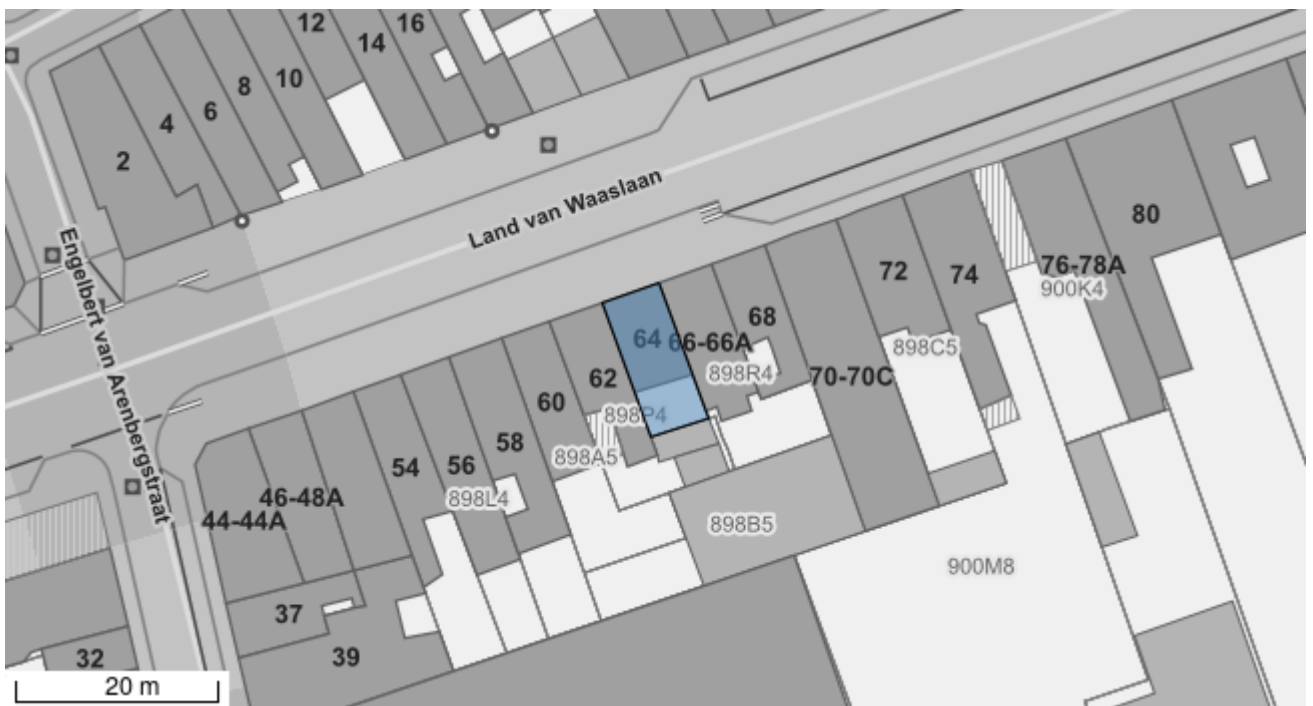 12
16
14
10
8
6
4
2
Land van Waaslaan
Engelbert van Arenbergstraat
80
76-78A
900K4
72
74
898C5
68
66-66A
898R4
64
70-70C
62
898P4
60
898A5
58
56
898L4
54
46-48A
44-44A
898B5
900M8
37
39
32
20 m